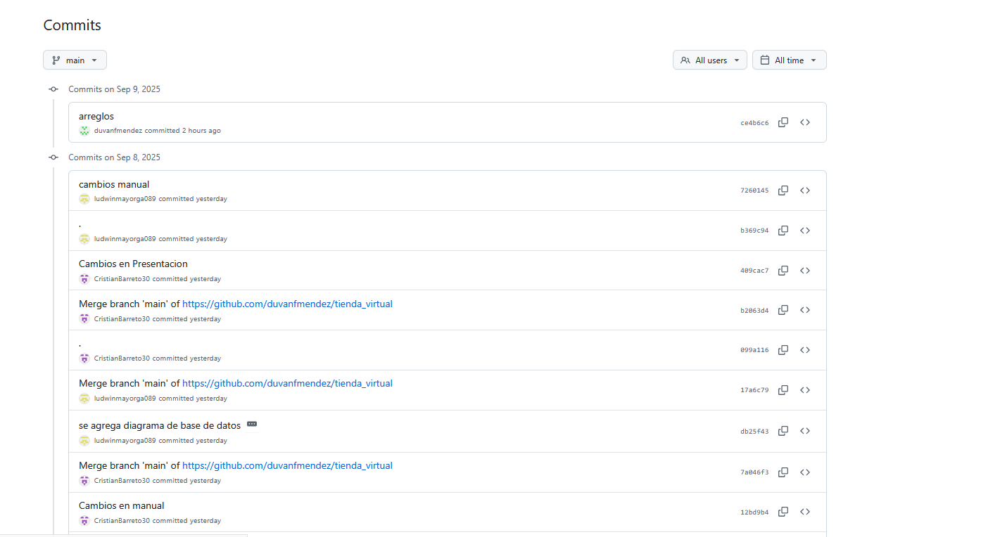 Commits
main
All users
All time
Commits on Sep 9, 2025
arreglos
ce4b6c6
duvanfmendez committed 2 hours ago
Commits on Sep 8, 2025
cambios manual
7260145
ludwinmayorga089 committed yesterday
.
b369c94
ludwinmayorga089 committed yesterday
Cambios en Presentacion
409cac7
CristianBarreto30 committed yesterday
Merge branch 'main' of https://github.com/duvanfmendez/tienda_virtual
b2063d4
CristianBarreto30 committed yesterday
.
099a116
CristianBarreto30 committed yesterday
Merge branch 'main' of https://github.com/duvanfmendez/tienda_virtual
17a6c79
ludwinmayorga089 committed yesterday
se agrega diagrama de base de datos
db25f43
ludwinmayorga089 committed yesterday
Merge branch 'main' of https://github.com/duvanfmendez/tienda_virtual
7a046f3
CristianBarreto30 committed yesterday
Cambios en manual
12bd9b4
CristianBarreto30 committed yesterday